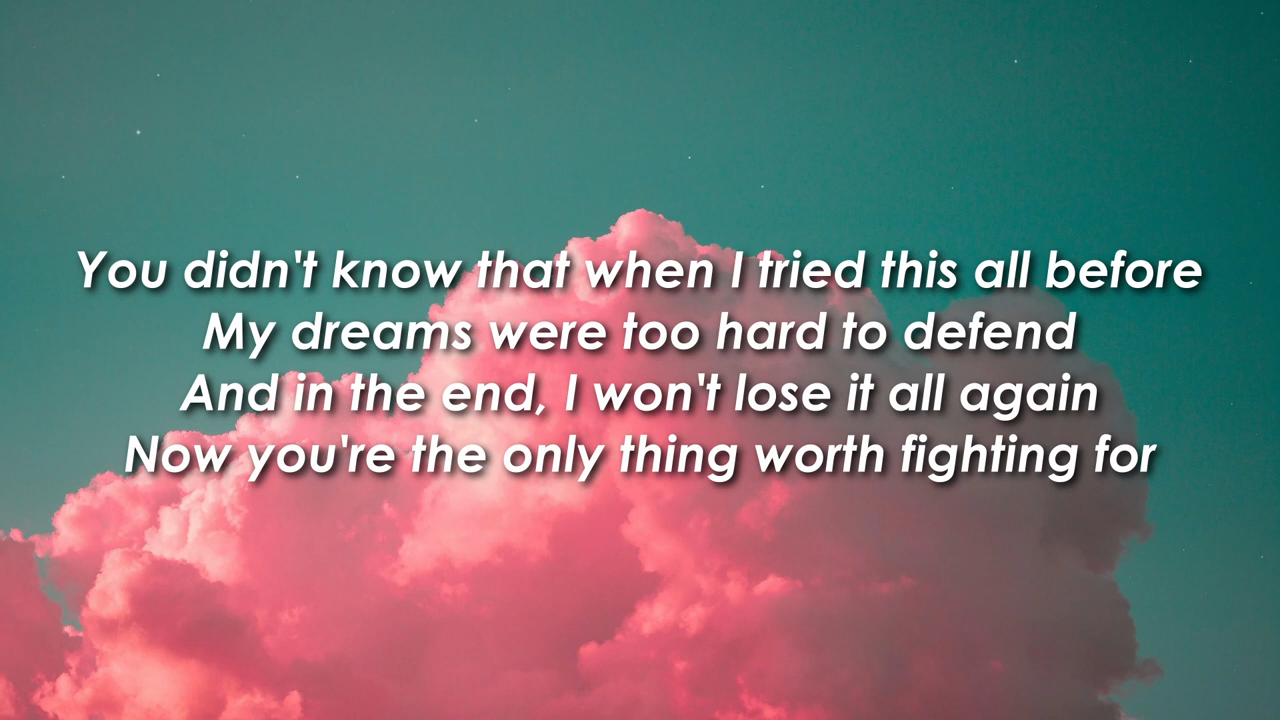 You didn't know that when I tried this all before
My dreams were too hard to defend
And in the end, I won't lose it all again
Now you're the only thing worth fighting for